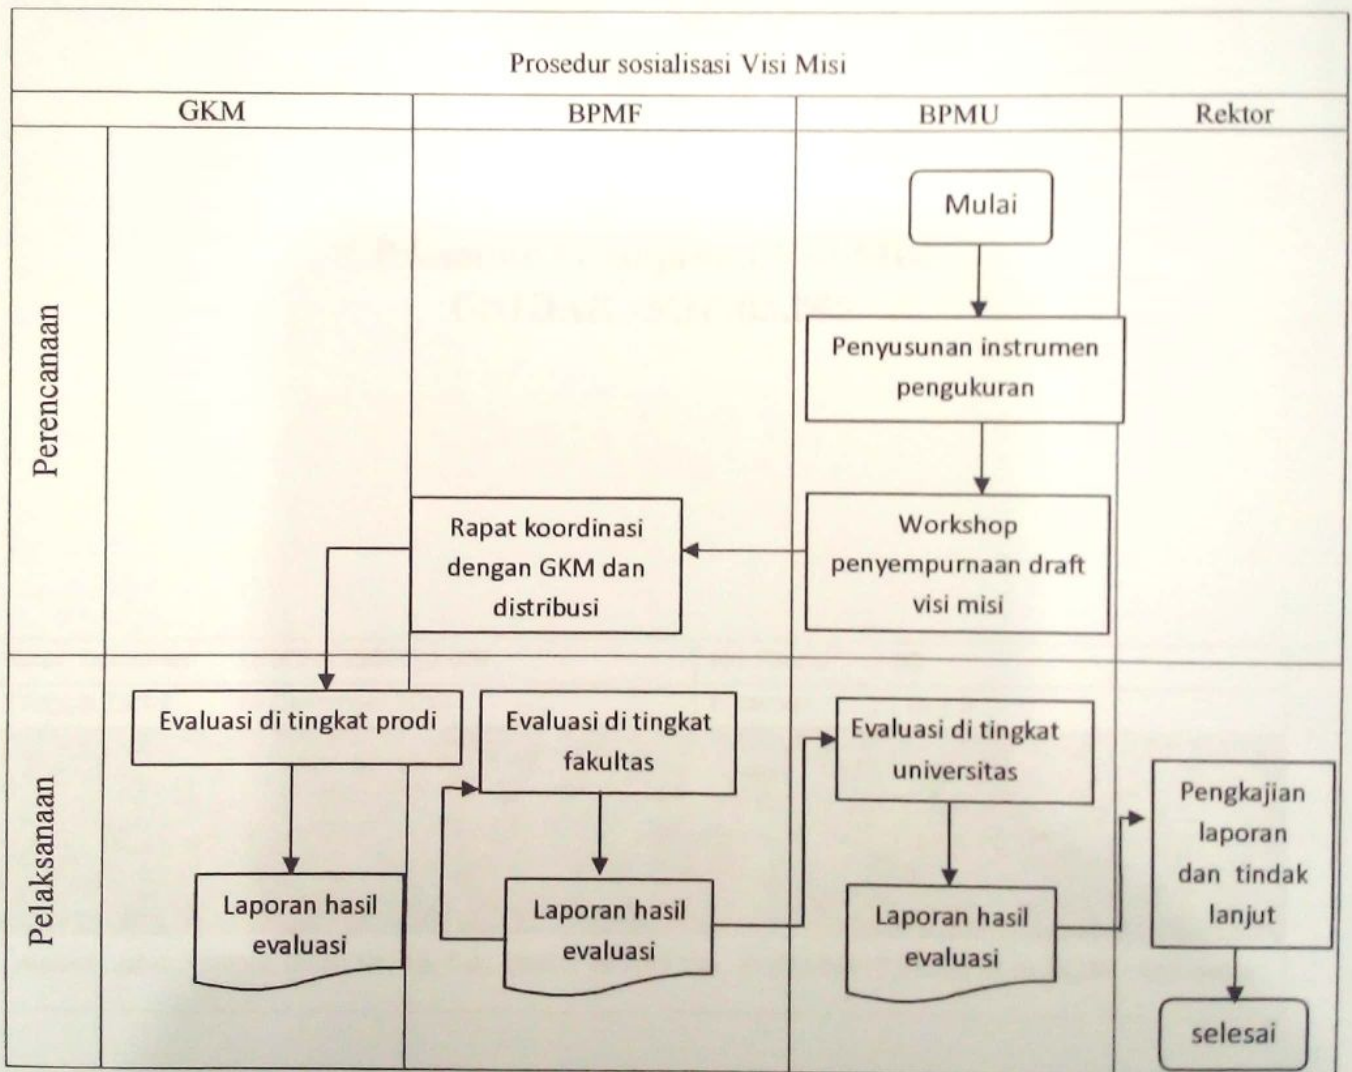 Prosedur sosialisasi Visi Misi
GKM
BPMF
BPMU
Rektor
Perencanaan
Mulai
Penyusunan instrumen
pengukuran
Workshop
penyempurnaan draft
visi misi
Rapat koordinasi
dengan GKM dan
distribusi
Pelaksanaan
Evaluasi di tingkat prodi
Laporan hasil
evaluasi
Evaluasi di tingkat
fakultas
Laporan hasil
evaluasi
Evaluasi di tingkat
universitas
Laporan hasil
evaluasi
Pengkajian
laporan
dan tindak
lanjut
selesai